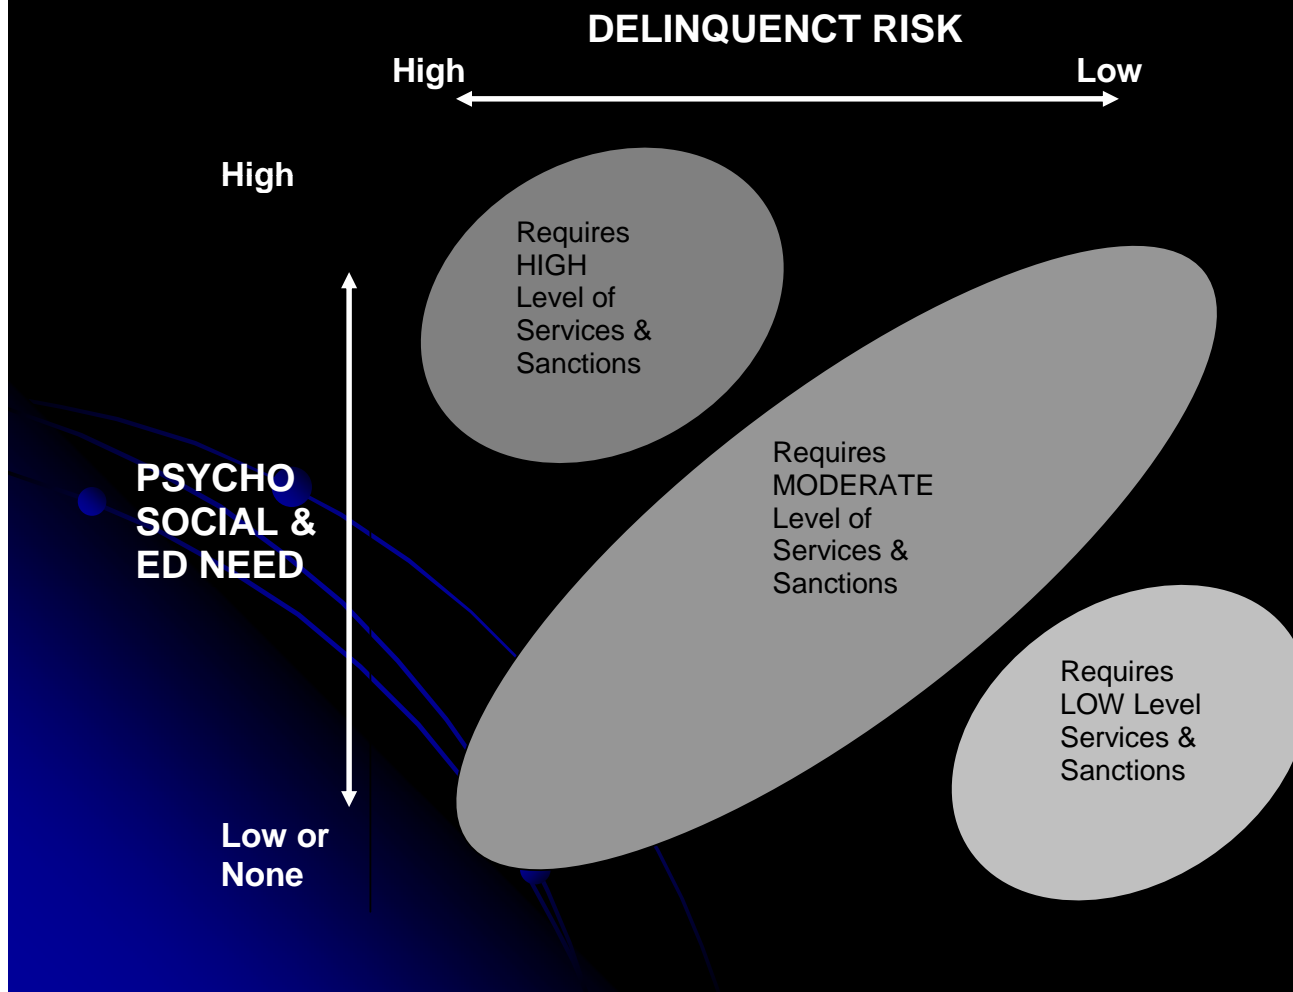 DELINQUENCT RISK
High
Low
High
Requires
HIGH
Level of
Services &
Sanctions
Requires
MODERATE
Level of
Services &
Sanctions
PSYCHO
SOCIAL &
ED NEED
Requires
LOW Level
Services &
Sanctions
Low or
None